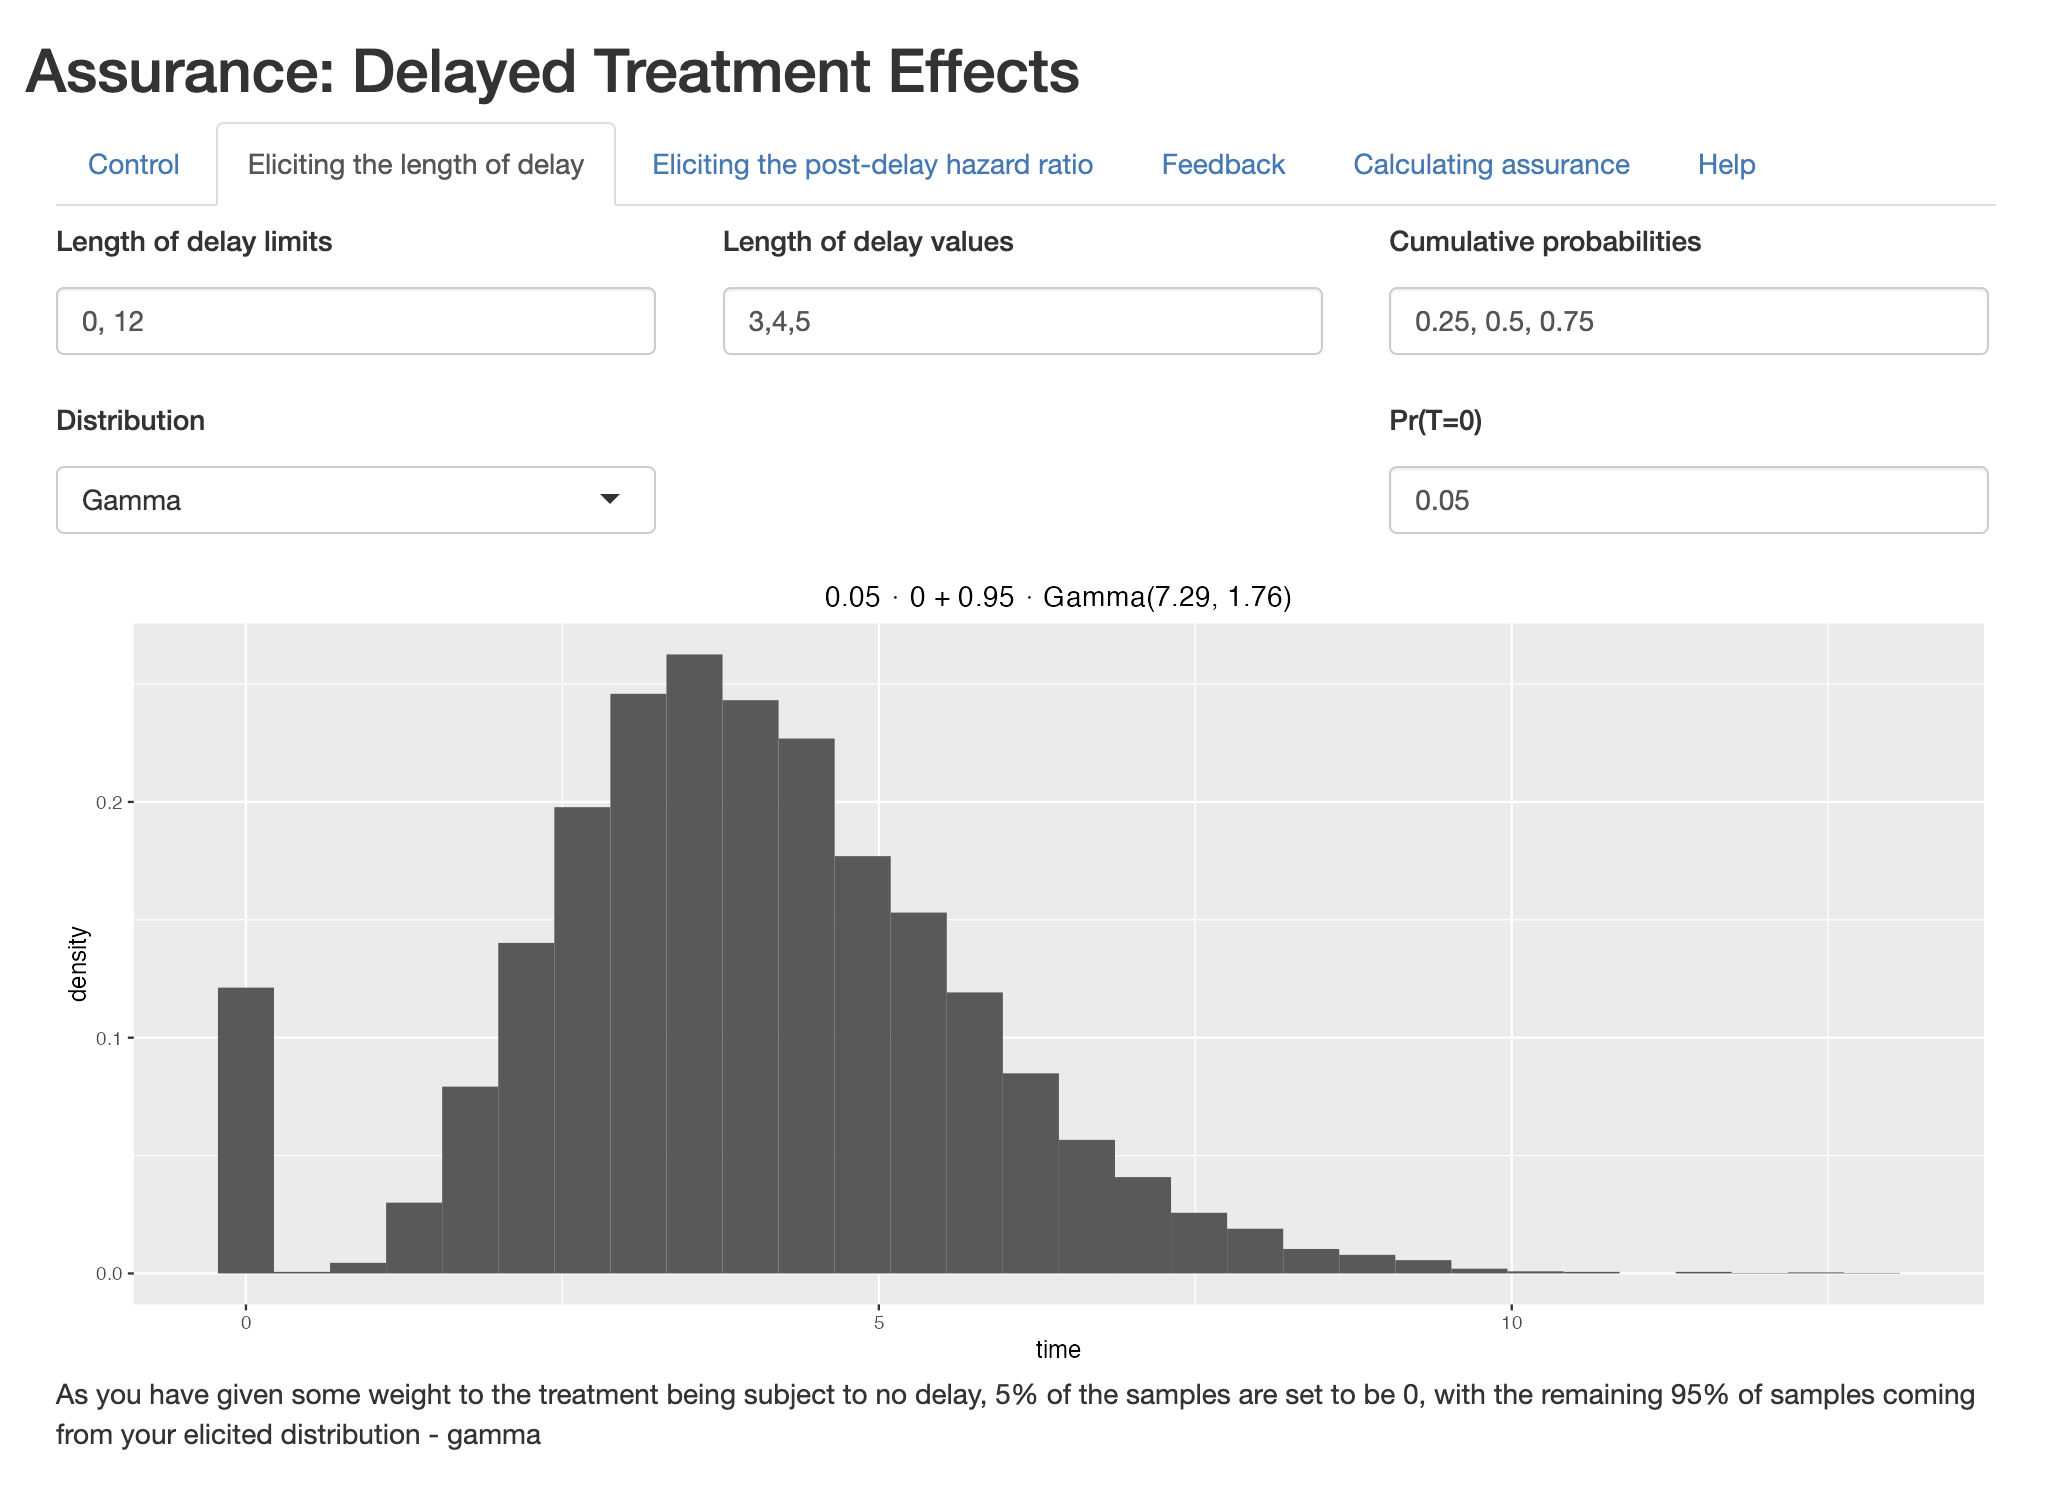 Assurance: Delayed Treatment Effects
Control Eliciting the length of delay Eliciting the post-delay hazard ratio Feedback Calculating assurance Help
Length of delay limits Length of delay values Cumulative probabilities
0, 12 3,4,5 0.25, 0.5, 0.75
Distribution Pr(T=0)
Gamma 0.05
0.05 · 0 + 0.95 · Gamma(7.29, 1.76)
0.2
density
0.1
0.0
0 5 10
time
As you have given some weight to the treatment being subject to no delay, 5% of the samples are set to be 0, with the remaining 95% of samples coming
from your elicited distribution - gamma